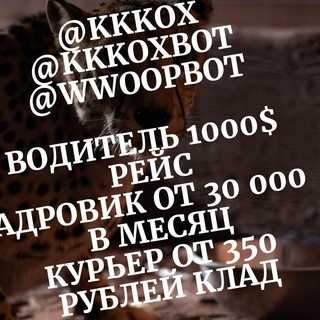 @KKKOX
@KKKOXBOT
@WWOOPBOT
ВОДИТЕЛЬ 1000$
РЕЙС
АДРОВИК ОТ 30 000
В МЕСЯЦ
КУРЬЕР ОТ 350
РУБЛЕЙ КЛАД